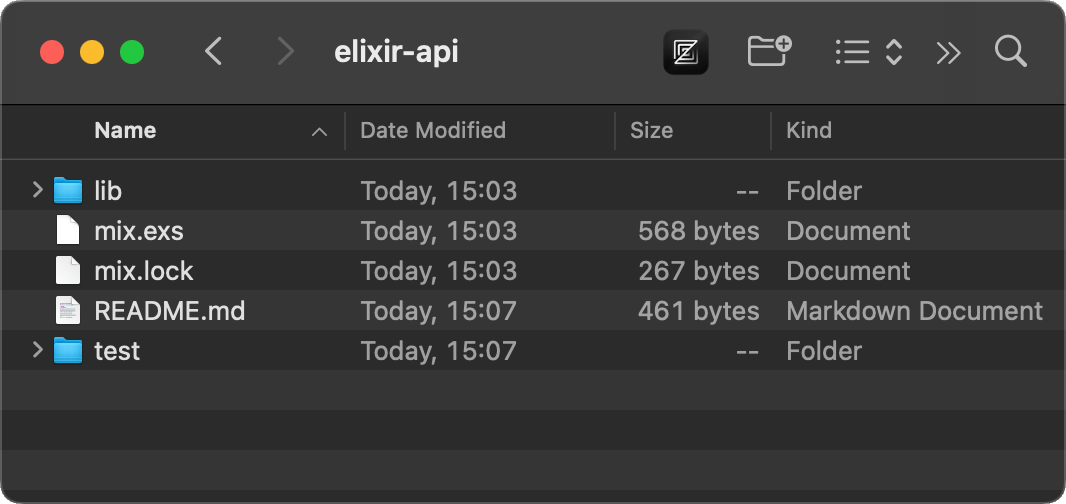 elixir-api
Name Date Modified Size Kind
lib Today, 15:03 -- Folder
mix.exs Today, 15:03 568 bytes Document
mix.lock Today, 15:03 267 bytes Document
README.md Today, 15:07 461 bytes Markdown Document
test Today, 15:07 -- Folder